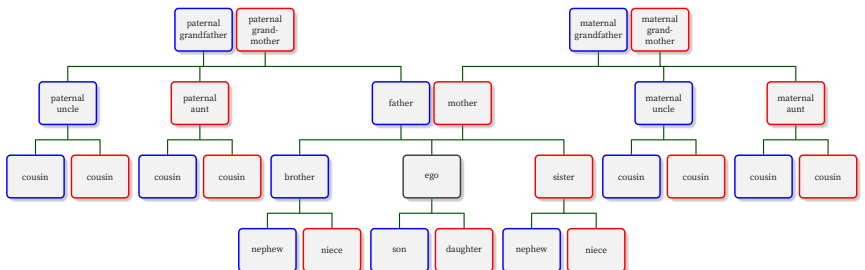 paternal
grandfather
paternal
grand-
mother
maternal
grandfather
maternal
grand-
mother
paternal
uncle
paternal
aunt
father
mother
maternal
uncle
maternal
aunt
cousin
cousin
cousin
cousin
brother
ego
sister
cousin
cousin
cousin
cousin
nephew
niece
son
daughter
nephew
niece